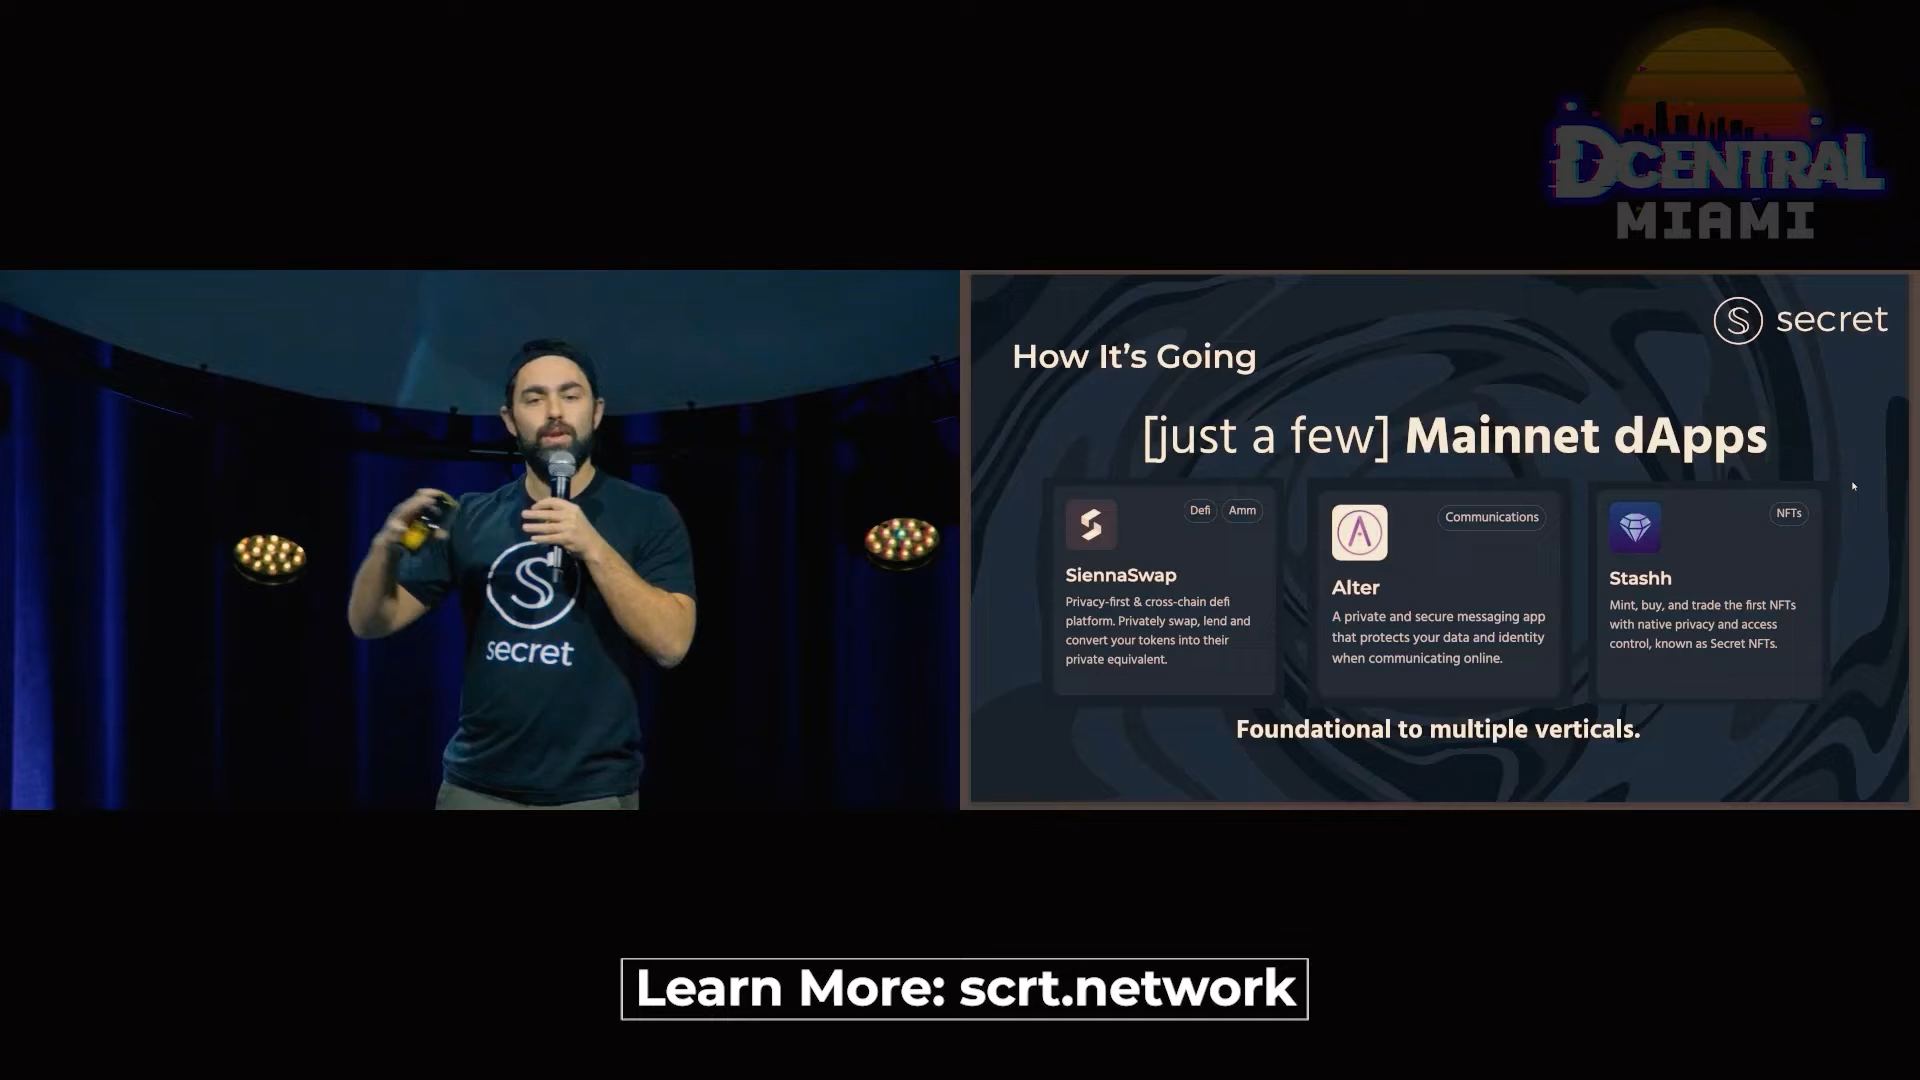 DCENTRAL
MIAMI
secret
How It’s Going
[just a few] Mainnet dApps
Defi
Amm
SiennaSwap
Privacy-first & cross-chain defi
platform. Privately swap, lend and
convert your tokens into their
private equivalent.
Communications
Alter
A private and secure messaging app
that protects your data and identity
when communicating online.
NFTs
Stashh
Mint, buy, and trade the first NFTs
with native privacy and access
control, known as Secret NFTs.
Foundational to multiple verticals.
secret
Learn More: scrt.network